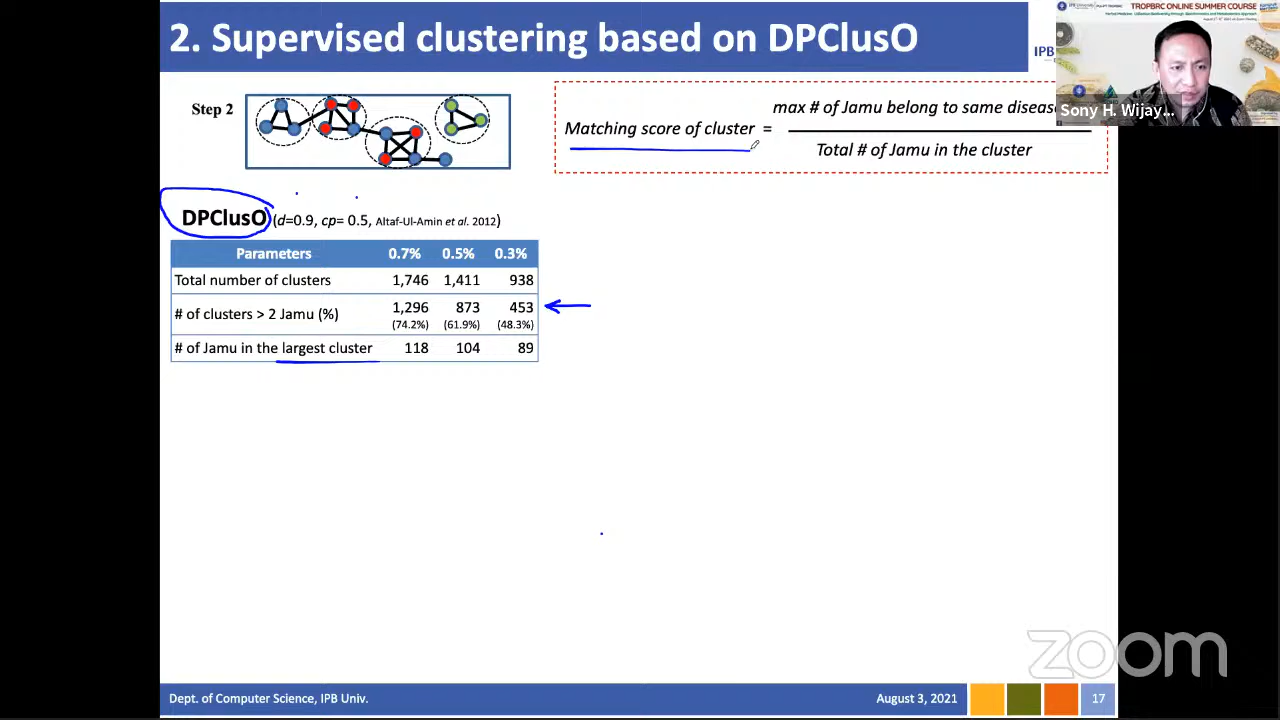 2. Supervised clustering based on DPClusO
IPB
TROPBRC ONLINE SUMMER COURSE
Sony H. Wijay...
Step 2
Matching score of cluster =
max # of Jamu belong to same disease
Total # of Jamu in the cluster
DPClusO (d=0.9, cp= 0.5, Altaf-Ul-Amin et al. 2012)
Parameters 0.7% 0.5% 0.3%
Total number of clusters 1,746 1,411 938
# of clusters > 2 Jamu (%) 1,296 873 453
(74.2%) (61.9%) (48.3%)
# of Jamu in the largest cluster 118 104 89
zoom
Dept. of Computer Science, IPB Univ. August 3, 2021 17